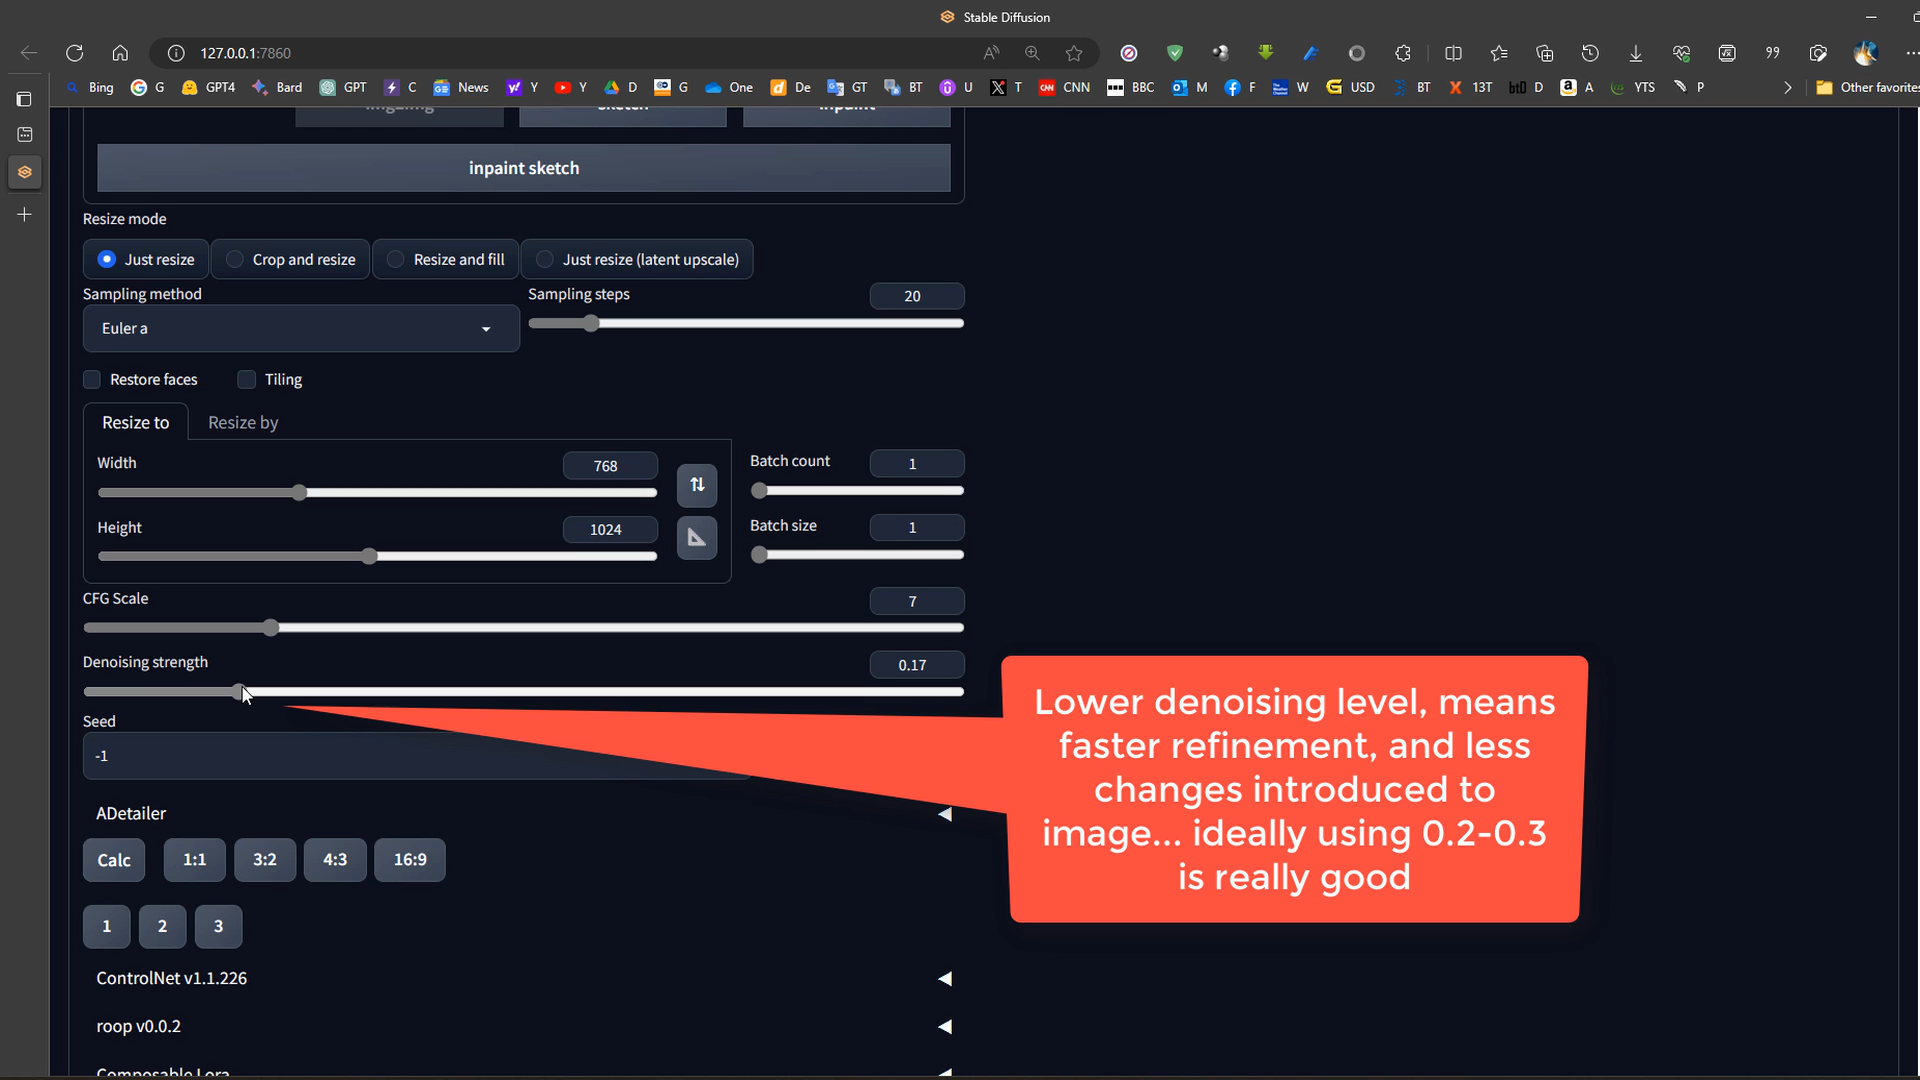 Stable Diffusion
127.0.0.1:7860
Bing G GPT4 Bard GPT C News Y Y D G One De GT BT U T CNN BBC M F W USD BT 13T D A YTS P Other favorites
img2img sketch inpaint
inpaint sketch
Resize mode
Just resize Crop and resize Resize and fill Just resize (latent upscale)
Sampling method Sampling steps 20
Euler a
Restore faces Tiling
Resize to Resize by
Width 768 Batch count 1
Height 1024 Batch size 1
CFG Scale 7
Denoising strength 0.17
Seed
-1
Lower denoising level, means
faster refinement, and less
changes introduced to
image... ideally using 0.2-0.3
is really good
ADetailer
Calc 1:1 3:2 4:3 16:9
1 2 3
ControlNet v1.1.226
roop v0.0.2
Composable Lora